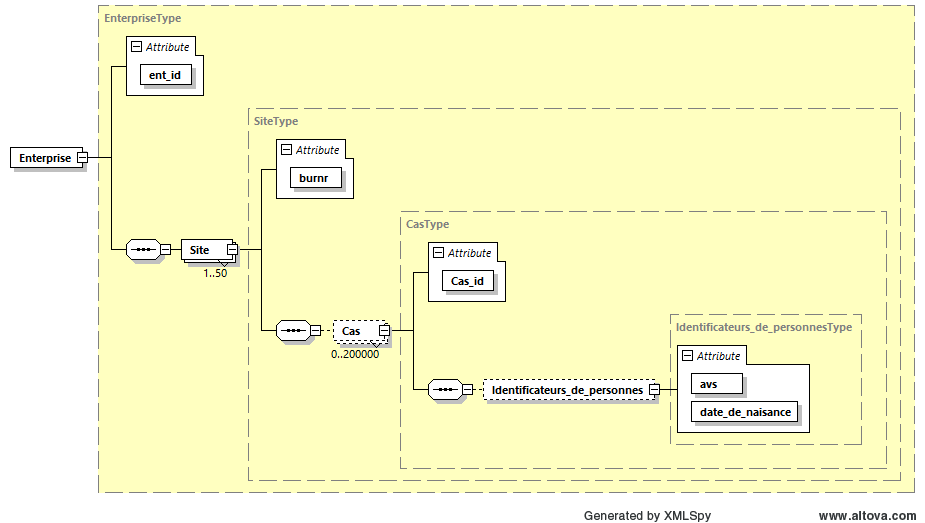 EnterpriseType
Attribute
ent_id
SiteType
Attribute
burnr
Enterprise
CasType
Site
Attribute
1..50
Cas_id
Identificateurs_de_personnesType
Cas
Attribute
0..200000
avs
Identificateurs_de_personnes
date_de_naisance
Generated by XMLSpy
www.altova.com